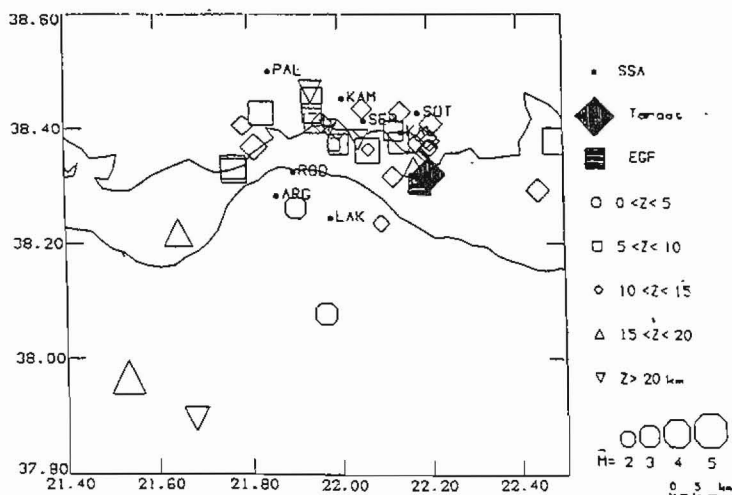 38.60
38.40
38.20
38.00
37.80
21.40 21.60 21.80 22.00 22.20 22.40
PAL
KAM
SER
SOT
ROD
ARG
LAK
SSA
EGF
0 <Z< 5
5 <Z< 10
10 <Z< 15
15 <Z< 20
Z> 20 km
M= 2 3 4 5
0 5 km